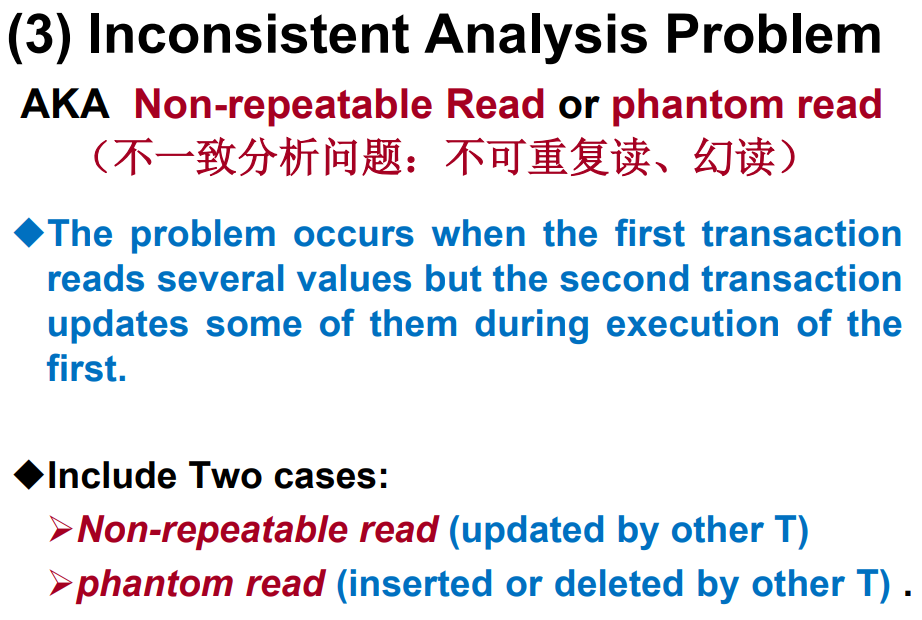 (3) Inconsistent Analysis Problem
AKA Non-repeatable Read or phantom read
（不一致分析问题：不可重复读、幻读）
◆The problem occurs when the first transaction
reads several values but the second transaction
updates some of them during execution of the
first.
◆Include Two cases:
➢Non-repeatable read (updated by other T)
➢phantom read (inserted or deleted by other T) .